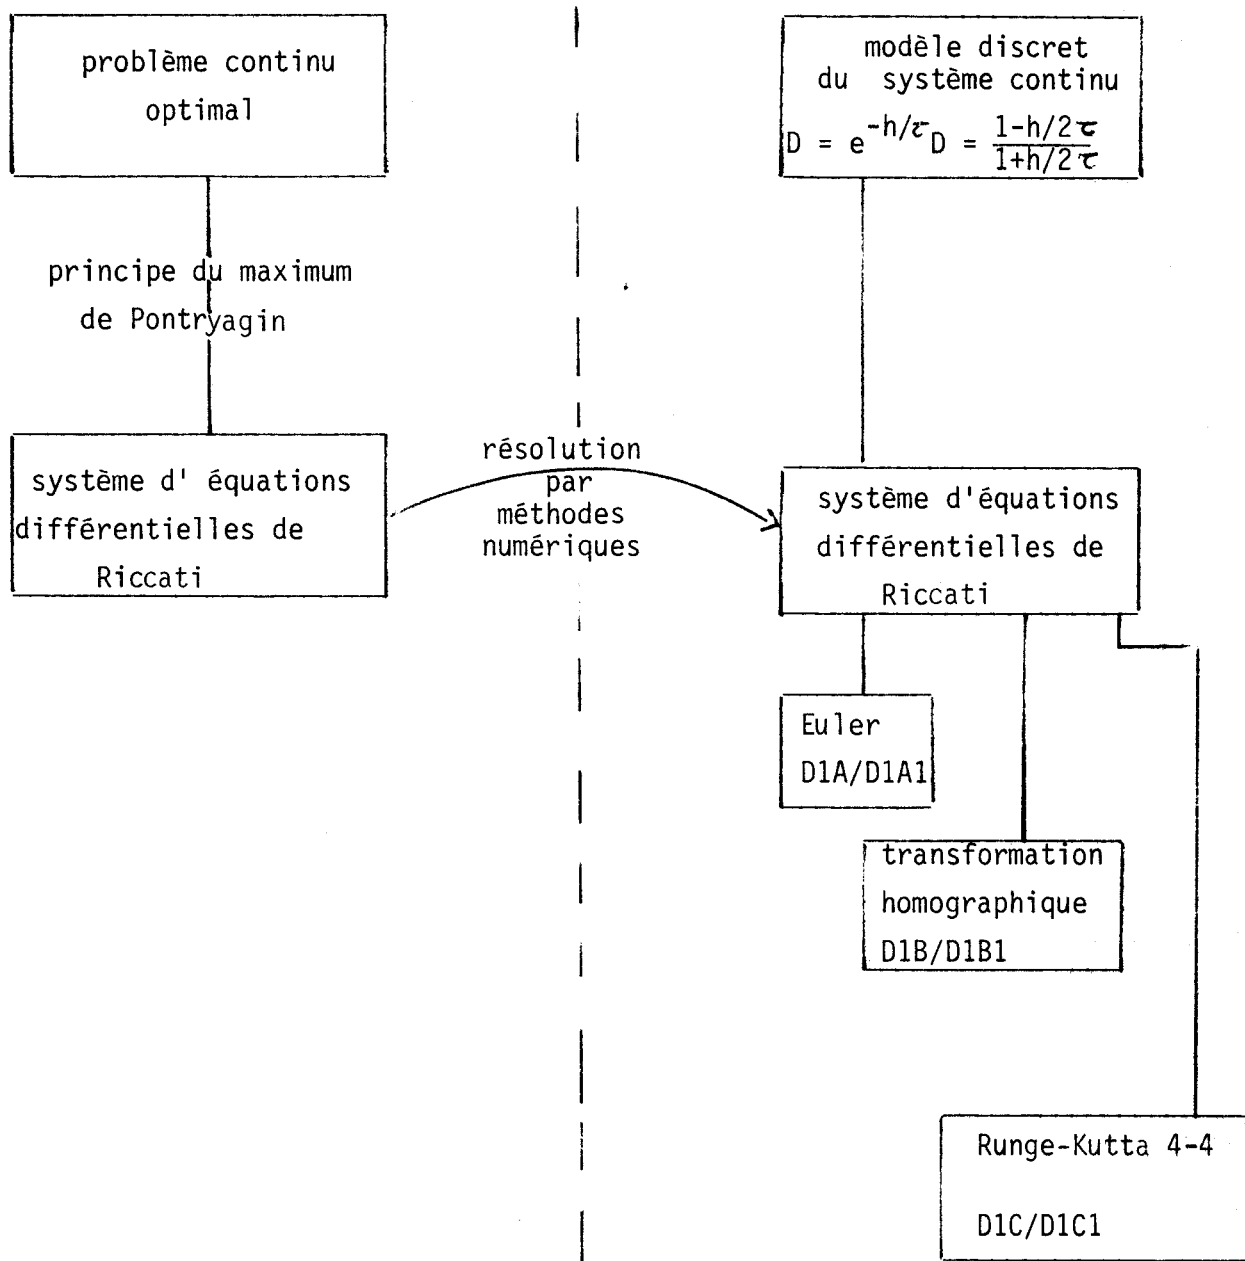 problème continu
optimal
principe du maximum
de Pontryagin
système d' équations
différentielles de
Riccati
résolution
par
méthodes
numériques
modèle discret
du système continu
D = e^{-h/τ} D = \frac{1-h/2τ}{1+h/2τ}
système d'équations
différentielles de
Riccati
Euler
D1A/D1A1
transformation
homographique
D1B/D1B1
Runge-Kutta 4-4
D1C/D1C1